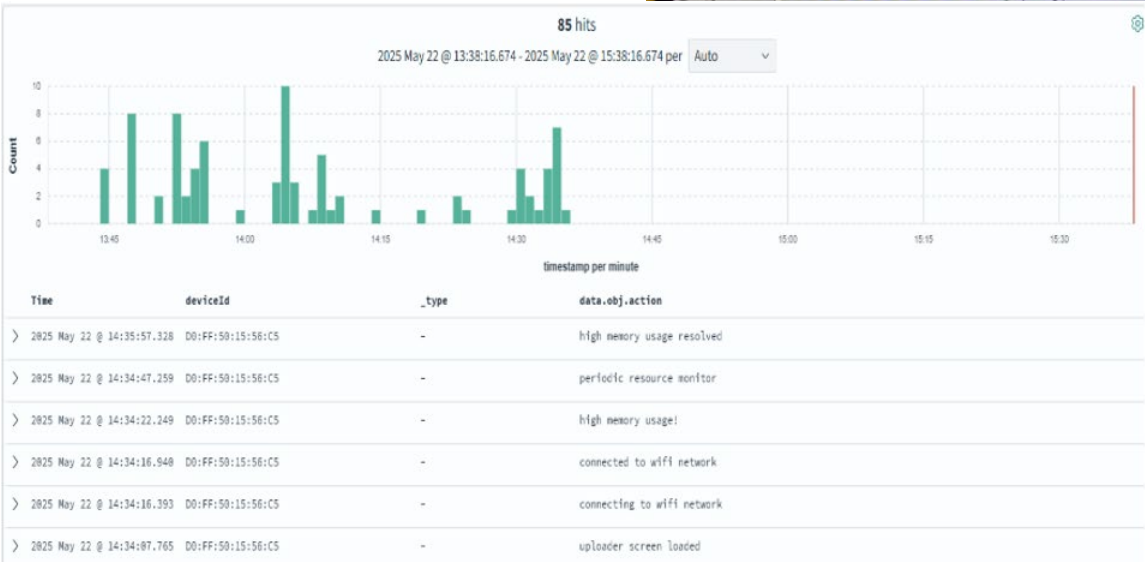 85 hits
2025 May 22 @ 13:38:16.674 - 2025 May 22 @ 15:38:16.674 per Auto
Count
10
8
6
4
2
0
13:45 14:00 14:15 14:30 14:45 15:00 15:15 15:30
timestamp per minute
Time deviceId _type data.obj.action
2025 May 22 @ 14:35:57.328 D0:FF:50:15:56:C5 - high memory usage resolved
2025 May 22 @ 14:34:47.259 D0:FF:50:15:56:C5 - periodic resource monitor
2025 May 22 @ 14:34:22.249 D0:FF:50:15:56:C5 - high memory usage!
2025 May 22 @ 14:34:16.940 D0:FF:50:15:56:C5 - connected to wifi network
2025 May 22 @ 14:34:16.393 D0:FF:50:15:56:C5 - connecting to wifi network
2025 May 22 @ 14:34:07.765 D0:FF:50:15:56:C5 - uploader screen loaded